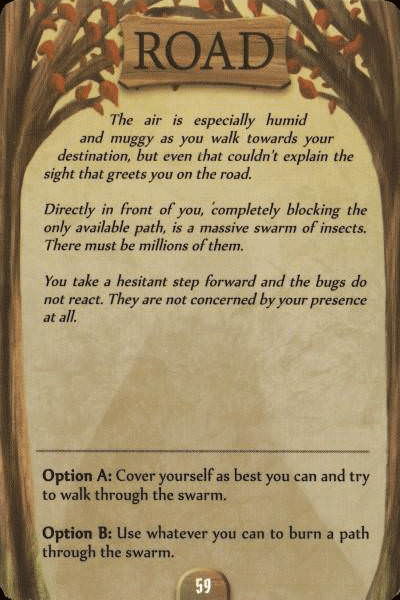 ROAD
The air is especially humid
and muggy as you walk towards your
destination, but even that couldn't explain the
sight that greets you on the road.
Directly in front of you, completely blocking the
only available path, is a massive swarm of insects.
There must be millions of them.
You take a hesitant step forward and the bugs do
not react. They are not concerned by your presence
at all.
Option A: Cover yourself as best you can and try
to walk through the swarm.
Option B: Use whatever you can to burn a path
through the swarm.
59